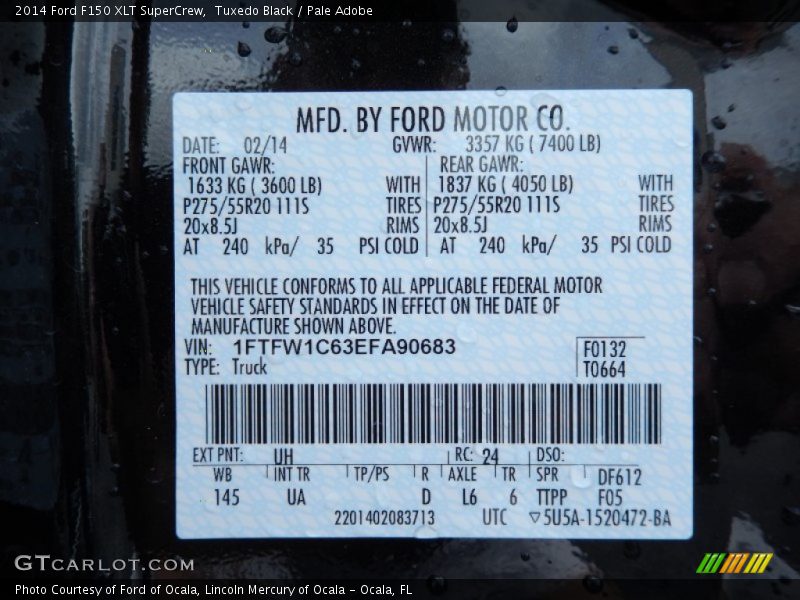 2014 Ford F150 XLT SuperCrew, Tuxedo Black / Pale Adobe
MFD. BY FORD MOTOR CO.
DATE: 02/14 GVWR: 3357 KG ( 7400 LB)
FRONT GAWR: REAR GAWR:
1633 KG ( 3600 LB) WITH 1837 KG ( 4050 LB) WITH
P275/55R20 111S TIRES P275/55R20 111S TIRES
20x8.5J RIMS 20x8.5J RIMS
AT 240 kPa/ 35 PSI COLD AT 240 kPa/ 35 PSI COLD
THIS VEHICLE CONFORMS TO ALL APPLICABLE FEDERAL MOTOR
VEHICLE SAFETY STANDARDS IN EFFECT ON THE DATE OF
MANUFACTURE SHOWN ABOVE.
VIN: 1FTFW1C63EFA90683 F0132
TYPE: Truck T0664
EXT PNT: UH RC: 24 DSO:
WB INT TR TP/PS R AXLE TR SPR DF612
145 UA D L6 6 TTPP F05
2201402083713 UTC ▽5U5A-1520472-BA
GTcarlot.com
Photo Courtesy of Ford of Ocala, Lincoln Mercury of Ocala - Ocala, FL